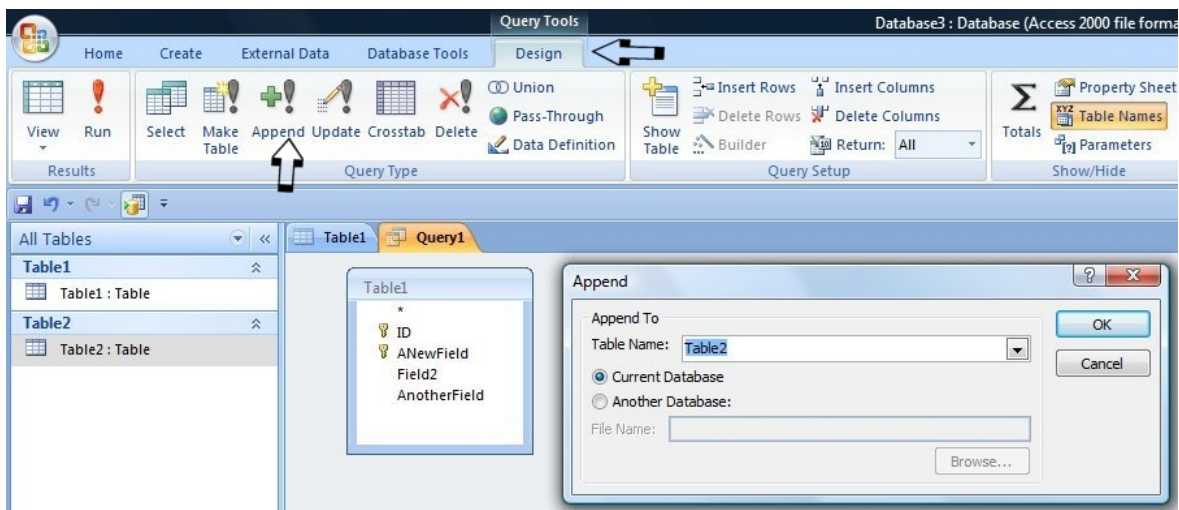 Query Tools
Database3 : Database (Access 2000 file forma
Home Create External Data Database Tools Design
View
Run
Select
Make Table
Append
Update
Crosstab
Delete
Union
Pass-Through
Data Definition
Show Table
Insert Rows
Delete Rows
Builder
Insert Columns
Delete Columns
Return: All
Σ
Totals
Property Sheet
XYZ
Table Names
[?] Parameters
Results
Query Type
Query Setup
Show/Hide
All Tables
Table1
Table1 : Table
Table2
Table2 : Table
Table1
Query1
Table1
*
ID
ANewField
Field2
AnotherField
Append
?
X
Append To
Table Name: Table2
Current Database
Another Database:
File Name:
Browse...
OK
Cancel